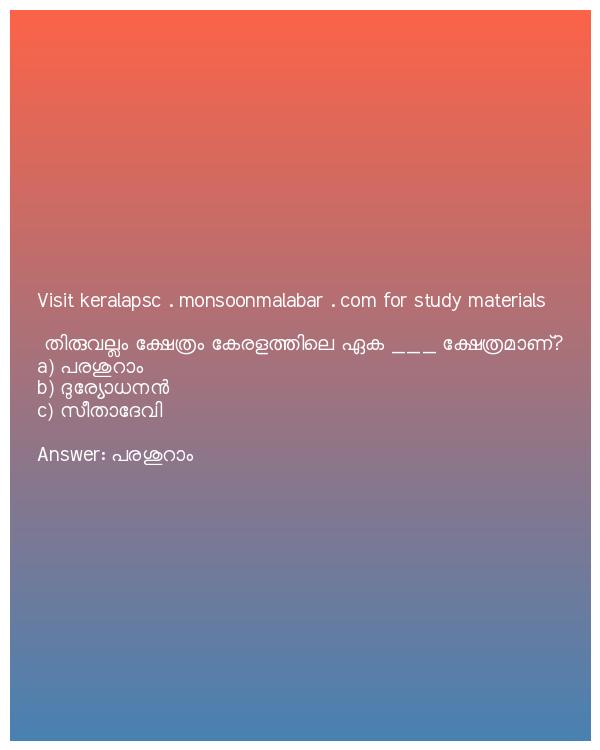 Visit keralapsc . monsoonmalabar . com for study materials
തിരുവല്ലം ക്ഷേത്രം കേരളത്തിലെ ഏക ___ ക്ഷേത്രമാണ്?
a) പരശുറാം
b) ദുര്യോധനൻ
c) സീതാദേവി
Answer: പരശുറാം